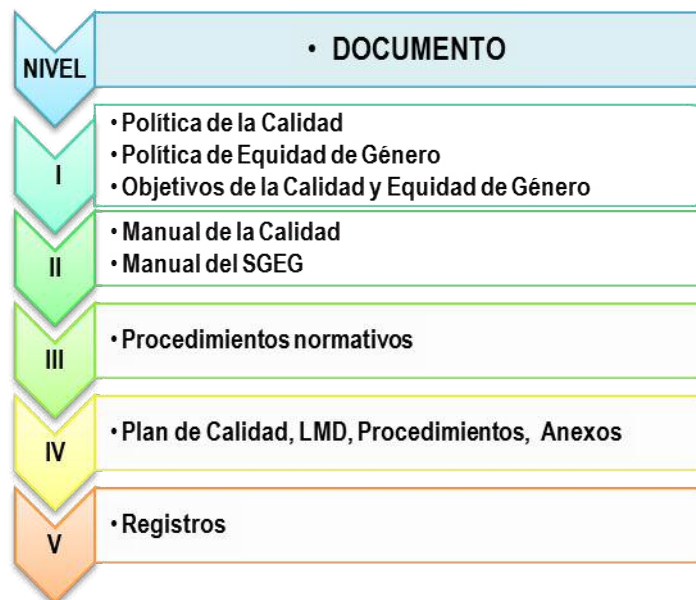 NIVEL
• DOCUMENTO
I
• Política de la Calidad
• Política de Equidad de Género
• Objetivos de la Calidad y Equidad de Género
II
• Manual de la Calidad
• Manual del SGEG
III
• Procedimientos normativos
IV
• Plan de Calidad, LMD, Procedimientos, Anexos
V
• Registros